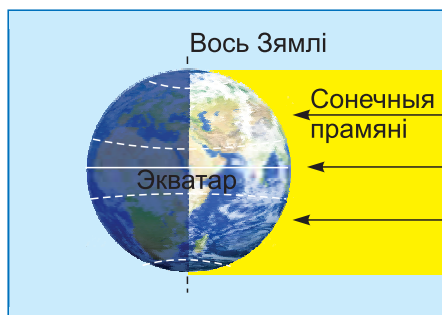 Вось Зямлі
Сонечныя
прамяні
Экватар